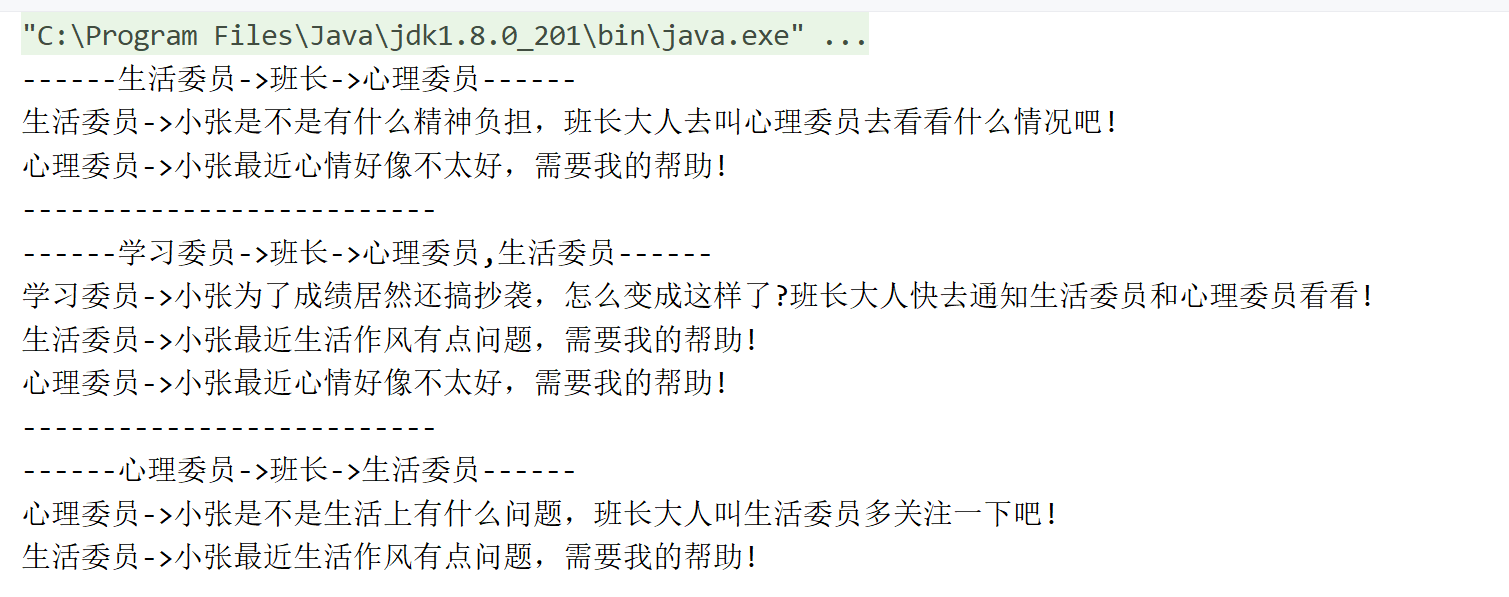 "C:\Program Files\Java\jdk1.8.0_201\bin\java.exe" ...
------生活委员->班长->心理委员------
生活委员->小张是不是有什么精神负担，班长大人去叫心理委员去看看什么情况吧!
心理委员->小张最近心情好像不太好，需要我的帮助!
---------------------------
------学习委员->班长->心理委员,生活委员------
学习委员->小张为了成绩居然还搞抄袭，怎么变成这样了?班长大人快去通知生活委员和心理委员看看!
生活委员->小张最近生活作风有点问题，需要我的帮助!
心理委员->小张最近心情好像不太好，需要我的帮助!
---------------------------
------心理委员->班长->生活委员------
心理委员->小张是不是生活上有什么问题，班长大人叫生活委员多关注一下吧!
生活委员->小张最近生活作风有点问题，需要我的帮助!